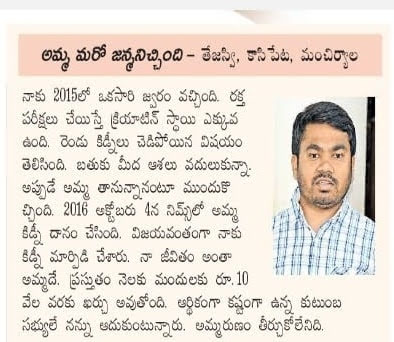 అమ్మ మరో జన్మనిచ్చింది – తేజస్వి, కాసిపేట, మంచిర్యాల
నాకు 2015లో ఒకసారి జ్వరం వచ్చింది. రక్త
పరీక్షలు చేయిస్తే క్రియాటిన్ స్థాయి ఎక్కువ
ఉంది. రెండు కిడ్నీలు చెడిపోయిన విషయం
తెలిసింది. బతుకు మీద ఆశలు వదులుకున్నా.
అప్పుడే అమ్మ తానున్నానంటూ ముందుకొ
చ్చింది. 2016 అక్టోబరు 4న నిమ్స్‌లో అమ్మ
కిడ్నీ దానం చేసింది. విజయవంతంగా నాకు
కిడ్నీ మార్పిడి చేశారు. నా జీవితం అంతా
అమ్మదే. ప్రస్తుతం నెలకు మందులకు రూ.10
వేల వరకు ఖర్చు అవుతోంది. ఆర్థికంగా కష్టంగా ఉన్న కుటుంబ
సభ్యులే నన్ను ఆదుకుంటున్నారు. అమ్మరుణం తీర్చుకోలేనిది.